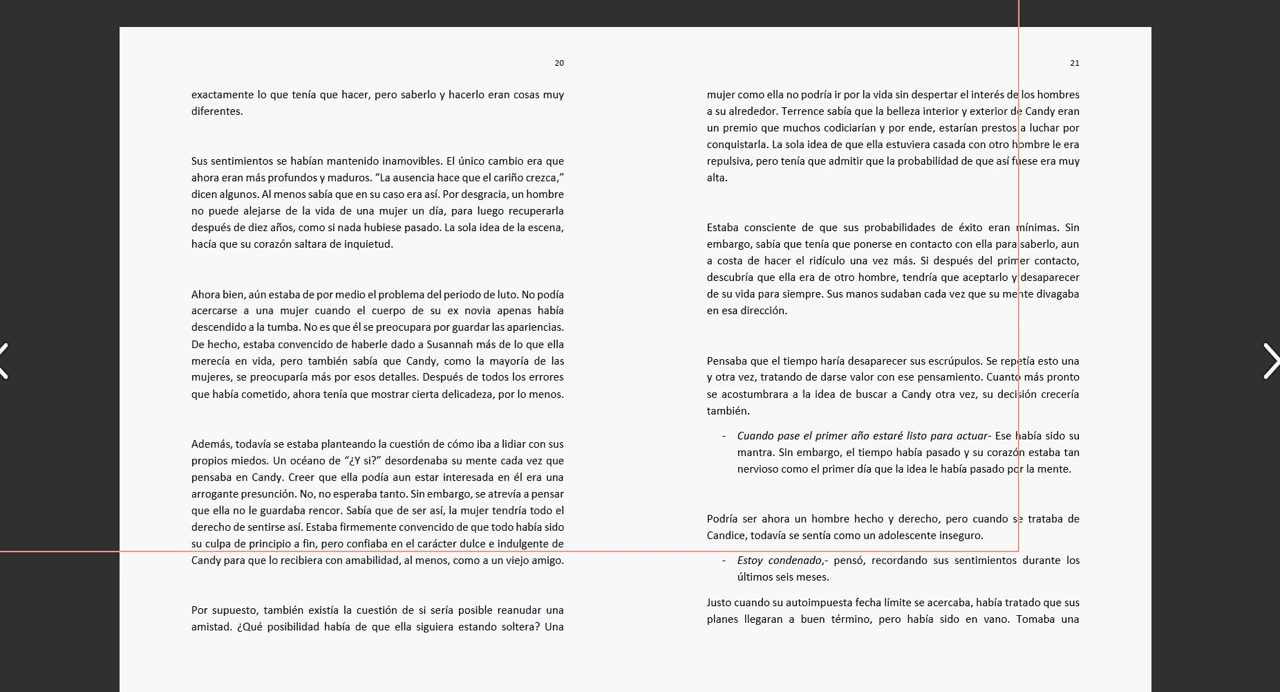 20
exactamente lo que tenía que hacer, pero saberlo y hacerlo eran cosas muy
diferentes.
Sus sentimientos se habían mantenido inamovibles. El único cambio era que
ahora eran más profundos y maduros. “La ausencia hace que el cariño crezca,”
dicen algunos. Al menos sabía que en su caso era así. Por desgracia, un hombre
no puede alejarse de la vida de una mujer un día, para luego recuperarla
después de diez años, como si nada hubiese pasado. La sola idea de la escena,
hacía que su corazón saltara de inquietud.
Ahora bien, aún estaba de por medio el problema del periodo de luto. No podía
acercarse a una mujer cuando el cuerpo de su ex novia apenas había
descendido a la tumba. No es que él se preocupara por guardar las apariencias.
De hecho, estaba convencido de haberle dado a Susannah más de lo que ella
merecía en vida, pero también sabía que Candy, como la mayoría de las
mujeres, se preocuparía más por esos detalles. Después de todos los errores
que había cometido, ahora tenía que mostrar cierta delicadeza, por lo menos.
Además, todavía se estaba planteando la cuestión de cómo iba a lidiar con sus
propios miedos. Un océano de “¿Y si?” desordenaba su mente cada vez que
pensaba en Candy. Creer que ella podía aun estar interesada en él era una
arrogante presunción. No, no esperaba tanto. Sin embargo, se atrevía a pensar
que ella no le guardaba rencor. Sabía que de ser así, la mujer tendría todo el
derecho de sentirse así. Estaba firmemente convencido de que todo había sido
su culpa de principio a fin, pero confiaba en el carácter dulce e indulgente de
Candy para que lo recibiera con amabilidad, al menos, como a un viejo amigo.
Por supuesto, también existía la cuestión de si sería posible reanudar una
amistad. ¿Qué posibilidad había de que ella siguiera estando soltera? Una
21
mujer como ella no podría ir por la vida sin despertar el interés de los hombres
a su alrededor. Terrence sabía que la belleza interior y exterior de Candy eran
un premio que muchos codiciarían y por ende, estarían prestos a luchar por
conquistarla. La sola idea de que ella estuviera casada con otro hombre le era
repulsiva, pero tenía que admitir que la probabilidad de que así fuese era muy
alta.
Estaba consciente de que sus probabilidades de éxito eran mínimas. Sin
embargo, sabía que tenía que ponerse en contacto con ella para saberlo, aun
a costa de hacer el ridículo una vez más. Si después del primer contacto,
descubría que ella era de otro hombre, tendría que aceptarlo y desaparecer
de su vida para siempre. Sus manos sudaban cada vez que su mente divagaba
en esa dirección.
Pensaba que el tiempo haría desaparecer sus escrúpulos. Se repetía esto una
y otra vez, tratando de darse valor con ese pensamiento. Cuanto más pronto
se acostumbrara a la idea de buscar a Candy otra vez, su decisión crecería
también.
- Cuando pase el primer año estaré listo para actuar- Ese había sido su
mantra. Sin embargo, el tiempo había pasado y su corazón estaba tan
nervioso como el primer día que la idea le había pasado por la mente.
Podría ser ahora un hombre hecho y derecho, pero cuando se trataba de
Candice, todavía se sentía como un adolescente inseguro.
- Estoy condenado,- pensó, recordando sus sentimientos durante los
últimos seis meses.
Justo cuando su autoimpuesta fecha límite se acercaba, había tratado que sus
planes llegaran a buen término, pero había sido en vano. Tomaba una